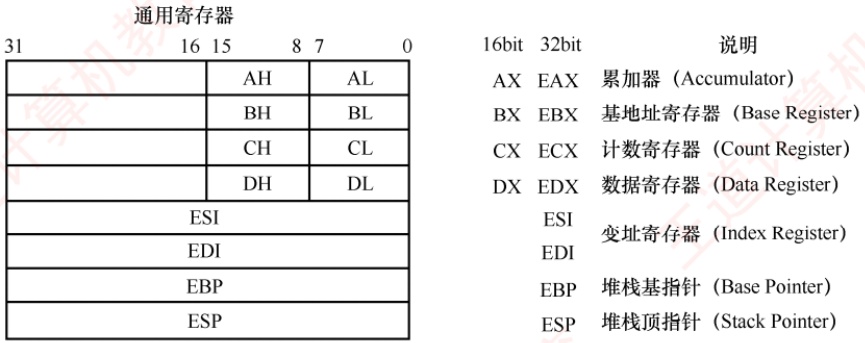 通用寄存器
31 16 15 8 7 0 16bit 32bit 说明
AH AL AX EAX 累加器 (Accumulator)
BH BL BX EBX 基地址寄存器 (Base Register)
CH CL CX ECX 计数寄存器 (Count Register)
DH DL DX EDX 数据寄存器 (Data Register)
ESI ESI
变址寄存器 (Index Register)
EDI EDI
EBP EBP 堆栈基指针 (Base Pointer)
ESP ESP 堆栈顶指针 (Stack Pointer)